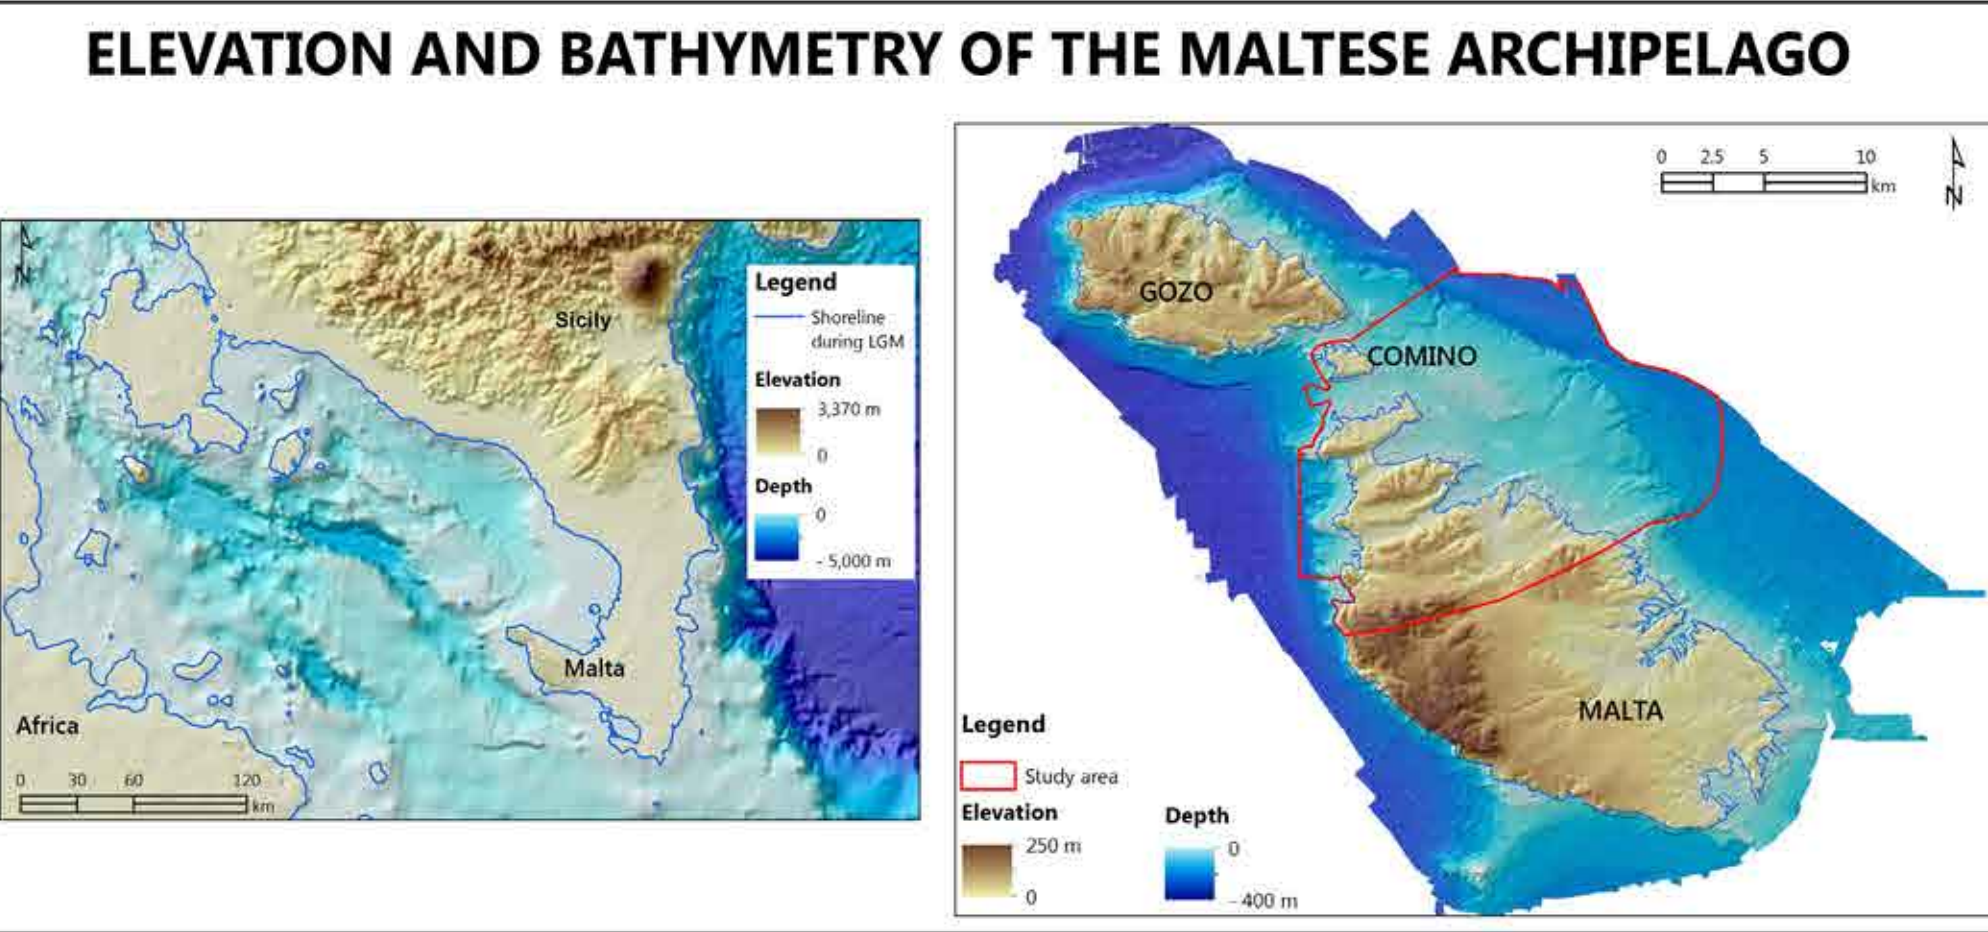 ELEVATION AND BATHYMETRY OF THE MALTESE ARCHIPELAGO
N
Sicily
Malta
Africa
0 30 60 120
km
Legend
Shoreline
during LGM
Elevation
3,370 m
0
Depth
0
- 5,000 m
0 2.5 5 10
km
N
GOZO
COMINO
MALTA
Legend
Study area
Elevation
250 m
0
Depth
0
- 400 m